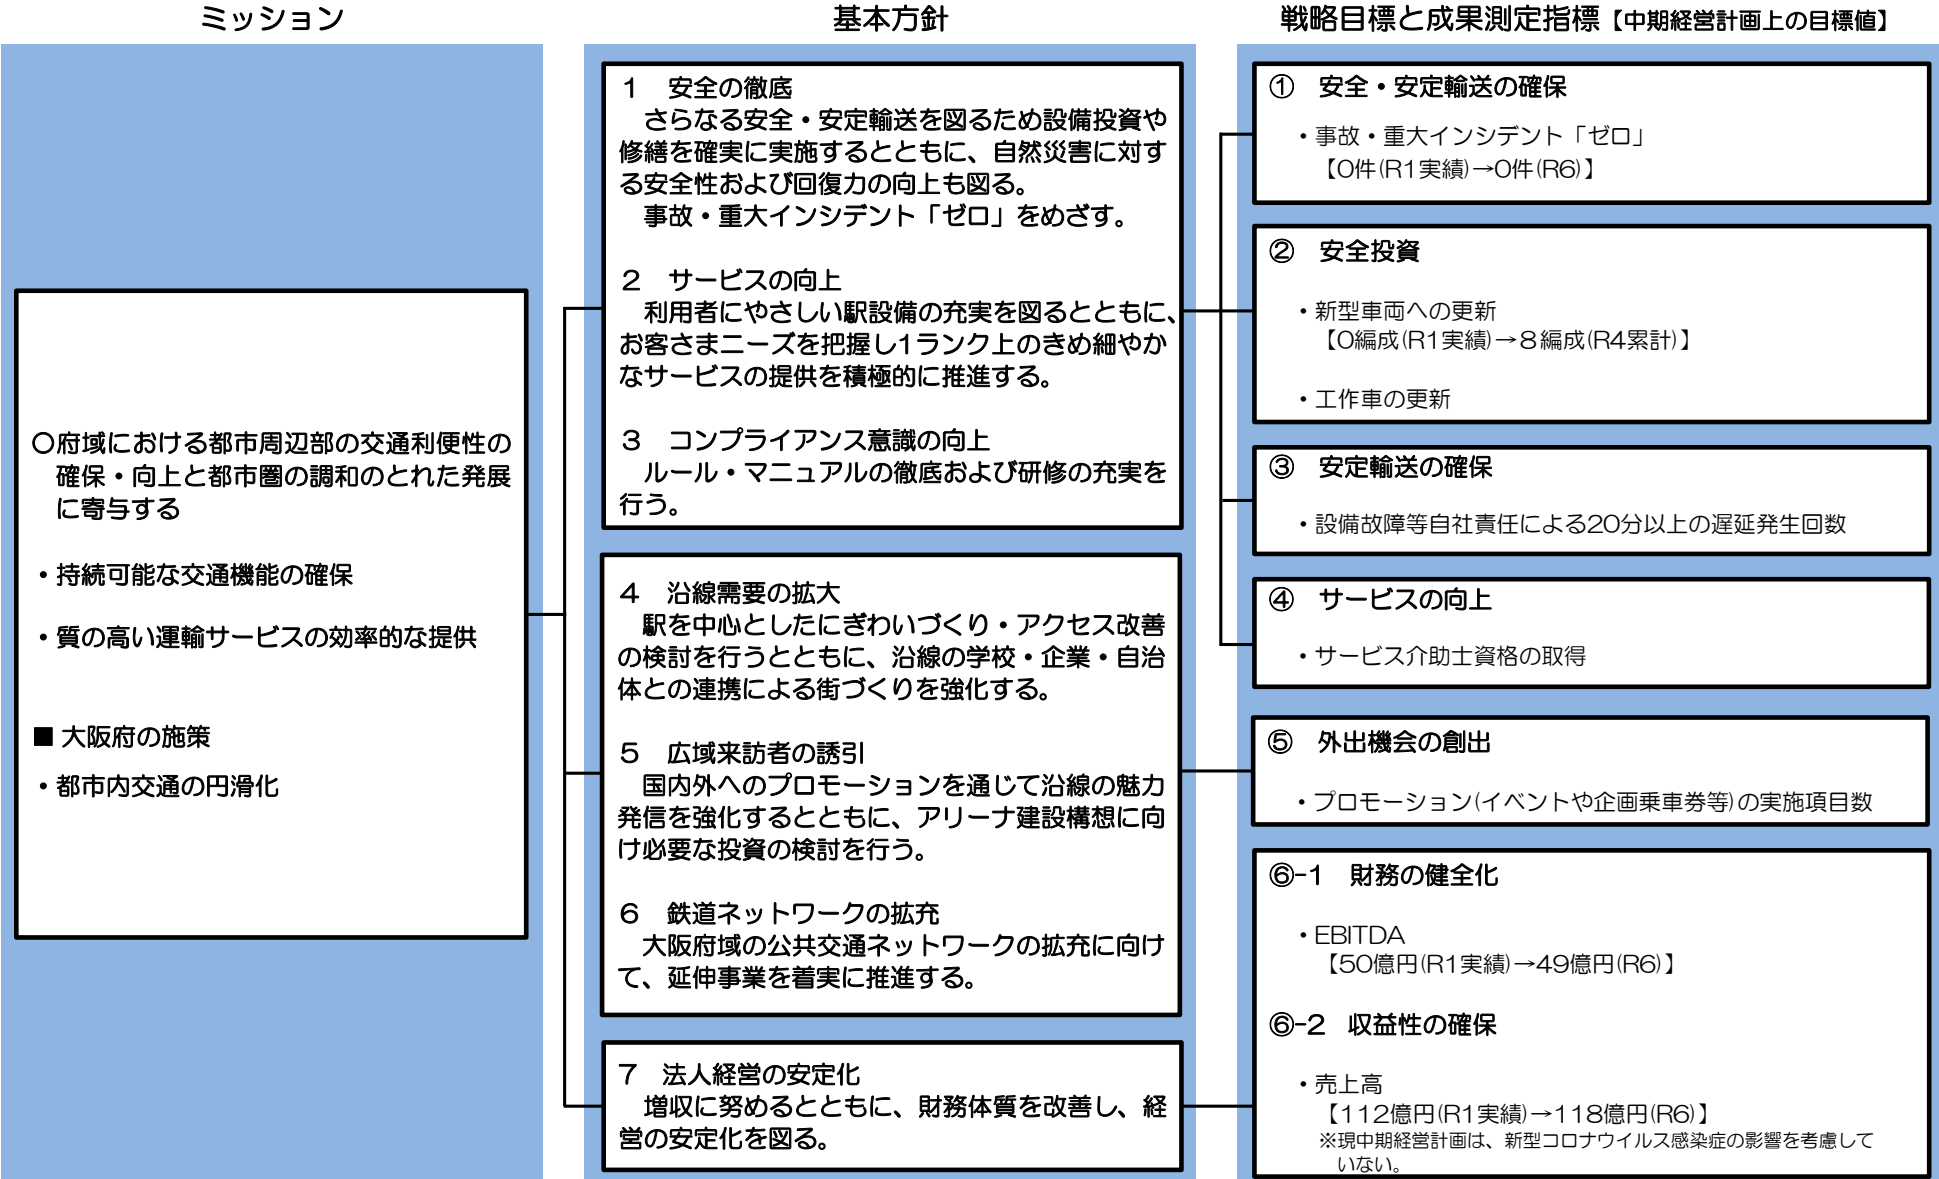 ミッション
○府域における都市周辺部の交通利便性の
確保・向上と都市圏の調和のとれた発展
に寄与する
・持続可能な交通機能の確保
・質の高い運輸サービスの効率的な提供
■ 大阪府の施策
・都市内交通の円滑化
基本方針
1　安全の徹底
さらなる安全・安定輸送を図るため設備投資や
修繕を確実に実施するとともに、自然災害に対す
る安全性および回復力の向上も図る。
事故・重大インシデント「ゼロ」をめざす。
2　サービスの向上
利用者にやさしい駅設備の充実を図るとともに、
お客さまニーズを把握し1ランク上のきめ細やか
なサービスの提供を積極的に推進する。
3　コンプライアンス意識の向上
ルール・マニュアルの徹底および研修の充実を
行う。
4　沿線需要の拡大
駅を中心としたにぎわいづくり・アクセス改善
の検討を行うとともに、沿線の学校・企業・自治
体との連携による街づくりを強化する。
5　広域来訪者の誘引
国内外へのプロモーションを通じて沿線の魅力
発信を強化するとともに、アリーナ建設構想に向
け必要な投資の検討を行う。
6　鉄道ネットワークの拡充
大阪府域の公共交通ネットワークの拡充に向け
て、延伸事業を着実に推進する。
7　法人経営の安定化
増収に努めるとともに、財務体質を改善し、経
営の安定化を図る。
戦略目標と成果測定指標【中期経営計画上の目標値】
①　安全・安定輸送の確保
・事故・重大インシデント「ゼロ」
【0件(R1実績)→0件(R6)】
②　安全投資
・新型車両への更新
【0編成(R1実績)→8編成(R4累計)】
・工作車の更新
③　安定輸送の確保
・設備故障等自社責任による20分以上の遅延発生回数
④　サービスの向上
・サービス介助士資格の取得
⑤　外出機会の創出
・プロモーション(イベントや企画乗車券等)の実施項目数
⑥-1　財務の健全化
・EBITDA
【50億円(R1実績)→49億円(R6)】
⑥-2　収益性の確保
・売上高
【112億円(R1実績)→118億円(R6)】
※現中期経営計画は、新型コロナウイルス感染症の影響を考慮して
いない。